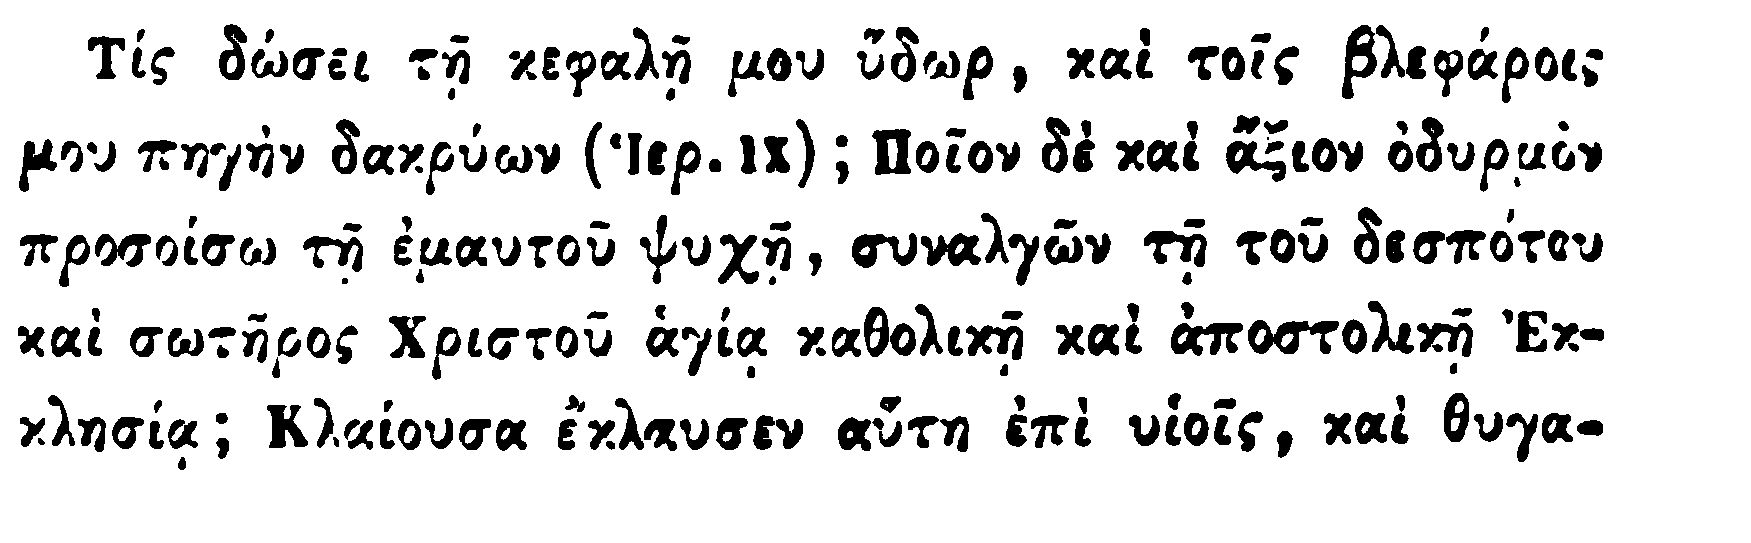 Τίς δώσει τῇ κεφαλῇ μου ὕδωρ, καὶ τοῖς βλεφάροις
μου πηγὴν δακρύων (Ἱερ. IX); Ποῖον δὲ καὶ ἄξιον ὀδυρμὸν
προσοίσω τῇ ἐμαυτοῦ ψυχῇ, συναλγῶν τῇ τοῦ δεσπότου
καὶ σωτῆρος Χριστοῦ ἁγίᾳ καθολικῇ καὶ ἀποστολικῇ Ἐκ-
κλησίᾳ; Κλαίουσα ἔκλαυσεν αὕτη ἐπὶ υἱοῖς, καὶ θυγα-